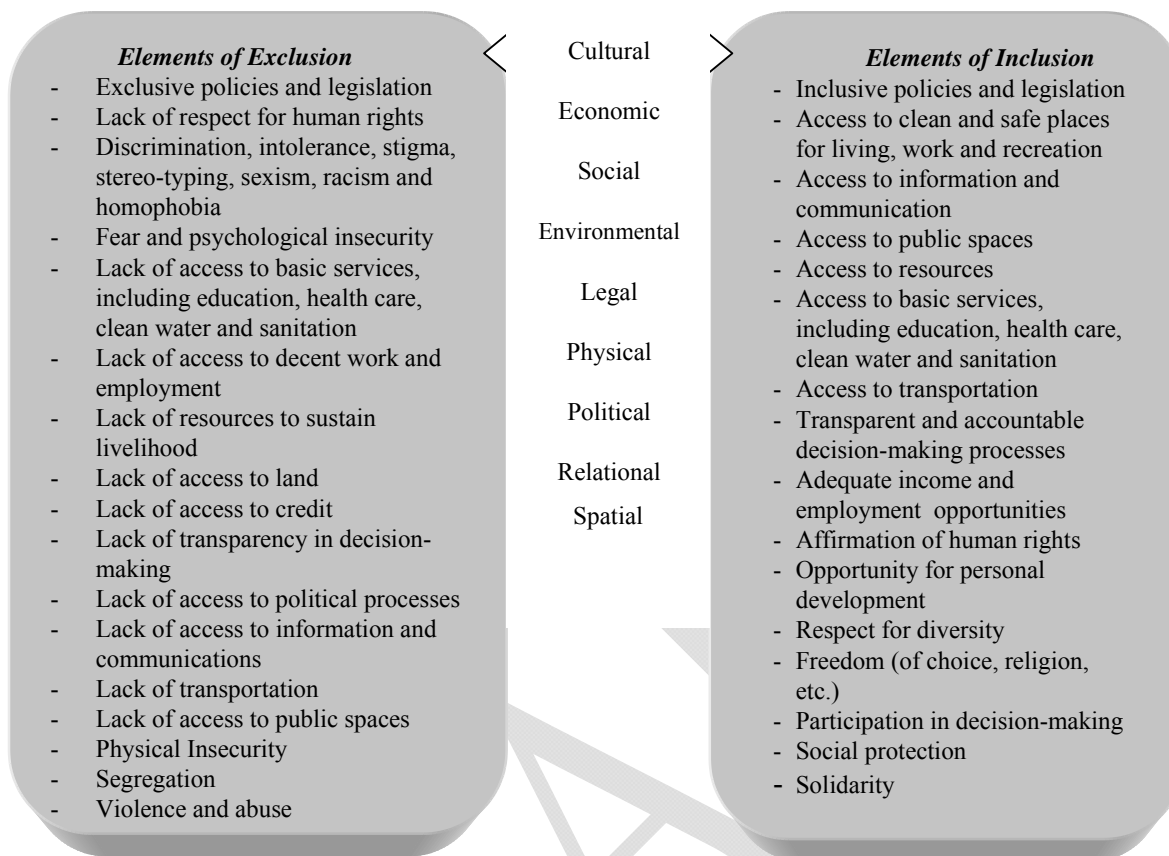 Elements of Exclusion
- Exclusive policies and legislation
- Lack of respect for human rights
- Discrimination, intolerance, stigma,
stereo-typing, sexism, racism and
homophobia
- Fear and psychological insecurity
- Lack of access to basic services,
including education, health care,
clean water and sanitation
- Lack of access to decent work and
employment
- Lack of resources to sustain
livelihood
- Lack of access to land
- Lack of access to credit
- Lack of transparency in decision-
making
- Lack of access to political processes
- Lack of access to information and
communications
- Lack of transportation
- Lack of access to public spaces
- Physical Insecurity
- Segregation
- Violence and abuse
Cultural
Economic
Social
Environmental
Legal
Physical
Political
Relational
Spatial
Elements of Inclusion
- Inclusive policies and legislation
- Access to clean and safe places
for living, work and recreation
- Access to information and
communication
- Access to public spaces
- Access to resources
- Access to basic services,
including education, health care,
clean water and sanitation
- Access to transportation
- Transparent and accountable
decision-making processes
- Adequate income and
employment opportunities
- Affirmation of human rights
- Opportunity for personal
development
- Respect for diversity
- Freedom (of choice, religion,
etc.)
- Participation in decision-making
- Social protection
- Solidarity